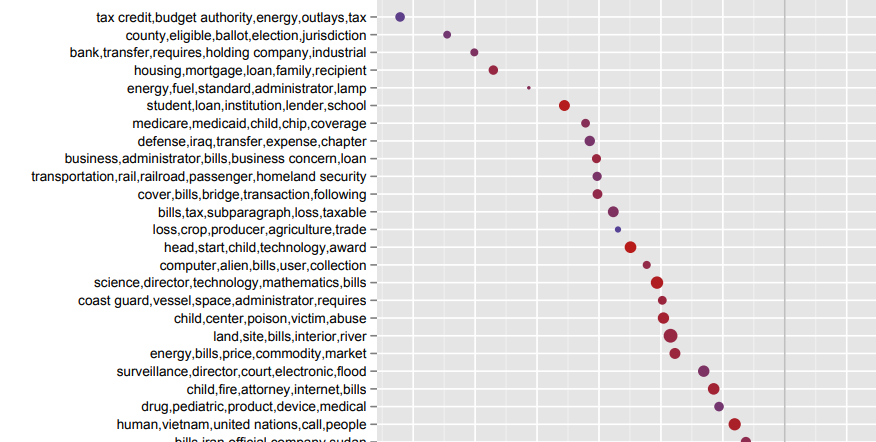 tax credit,budget authority,energy,outlays,tax
county,eligible,ballot,election,jurisdiction
bank,transfer,requires,holding company,industrial
housing,mortgage,loan,family,recipient
energy,fuel,standard,administrator,lamp
student,loan,institution,lender,school
medicare,medicaid,child,chip,coverage
defense,iraq,transfer,expense,chapter
business,administrator,bills,business concern,loan
transportation,rail,railroad,passenger,homeland security
cover,bills,bridge,transaction,following
bills,tax,subparagraph,loss,taxable
loss,crop,producer,agriculture,trade
head,start,child,technology,award
computer,alien,bills,user,collection
science,director,technology,mathematics,bills
coast guard,vessel,space,administrator,requires
child,center,poison,victim,abuse
land,site,bills,interior,river
energy,bills,price,commodity,market
surveillance,director,court,electronic,flood
child,fire,attorney,internet,bills
drug,pediatric,product,device,medical
human,vietnam,united nations,call,people
bills,iran,official,company,sudan